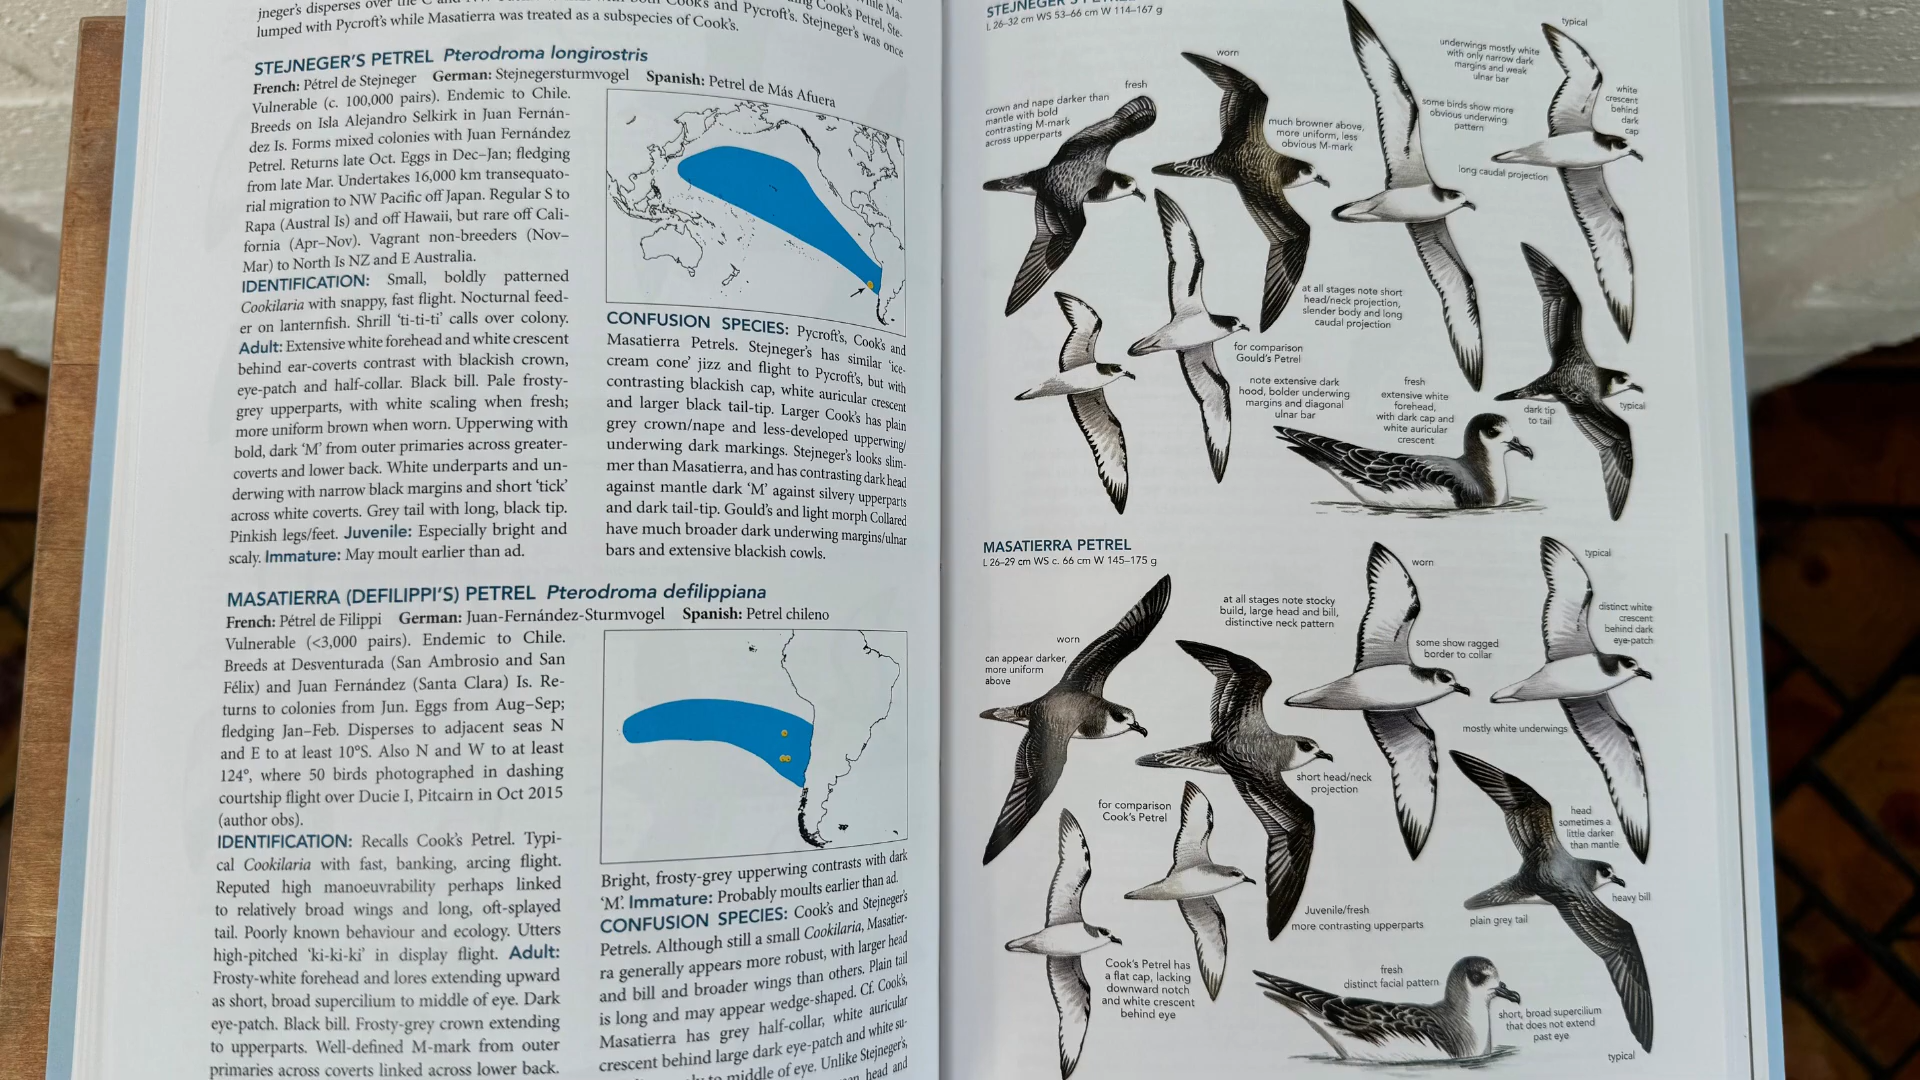 jneger's disperses over the C and
Cook's Petrel, Ste-
lumped with Pycroft's while Masatierra was treated as a subspecies of Cook's.
Cooks and Pycroft's. Stejneger's was once
STEJNEGER'S PETREL Pterodroma longirostris
French: Pétrel de Stejneger German: Stejnegersturmvogel Spanish: Petrel de Más Afuera
Vulnerable (c. 100,000 pairs). Endemic to Chile.
Breeds on Isla Alejandro Selkirk in Juan Fernán-
dez Is. Forms mixed colonies with Juan Fernández
Petrel. Returns late Oct. Eggs in Dec–Jan; fledging
from late Mar. Undertakes 16,000 km transequato-
rial migration to NW Pacific off Japan. Regular S to
Rapa (Austral Is) and off Hawaii, but rare off Cali-
fornia (Apr–Nov). Vagrant non-breeders (Nov–
Mar) to North Is NZ and E Australia.
IDENTIFICATION: Small, boldly patterned
Cookilaria with snappy, fast flight. Nocturnal feed-
er on lanternfish. Shrill 'ti-ti-ti' calls over colony.
Adult: Extensive white forehead and white crescent
behind ear-coverts contrast with blackish crown,
eye-patch and half-collar. Black bill. Pale frosty-
grey upperparts, with white scaling when fresh;
more uniform brown when worn. Upperwing with
bold, dark 'M' from outer primaries across greater-
coverts and lower back. White underparts and un-
derwing with narrow black margins and short 'tick'
across white coverts. Grey tail with long, black tip.
Pinkish legs/feet. Juvenile: Especially bright and
scaly. Immature: May moult earlier than ad.
CONFUSION SPECIES: Pycroft's, Cook's and
Masatierra Petrels. Stejneger's has similar 'ice-
cream cone' jizz and flight to Pycroft's, but with
contrasting blackish cap, white auricular crescent
and larger black tail-tip. Larger Cook's has plain
grey crown/nape and less-developed upperwing/
underwing dark markings. Stejneger's looks slim-
mer than Masatierra, and has contrasting dark head
against mantle dark 'M' against silvery upperparts
and dark tail-tip. Gould's and light morph Collared
have much broader dark underwing margins/ulnar
bars and extensive blackish cowls.
MASATIERRA (DEFILIPPI'S) PETREL Pterodroma defilippiana
French: Pétrel de Filippi German: Juan-Fernández-Sturmvogel Spanish: Petrel chileno
Vulnerable (<3,000 pairs). Endemic to Chile.
Breeds at Desventurada (San Ambrosio and San
Félix) and Juan Fernández (Santa Clara) Is. Re-
turns to colonies from Jun. Eggs from Aug–Sep;
fledging Jan–Feb. Disperses to adjacent seas N
and E to at least 10°S. Also N and W to at least
124°, where 50 birds photographed in dashing
courtship flight over Ducie I, Pitcairn in Oct 2015
(author obs).
IDENTIFICATION: Recalls Cook's Petrel. Typi-
cal Cookilaria with fast, banking, arcing flight.
Reputed high manoeuvrability perhaps linked
to relatively broad wings and long, oft-splayed
tail. Poorly known behaviour and ecology. Utters
high-pitched 'ki-ki-ki' in display flight. Adult:
Frosty-white forehead and lores extending upward
as short, broad supercilium to middle of eye. Dark
eye-patch. Black bill. Frosty-grey crown extending
to upperparts. Well-defined M-mark from outer
primaries across coverts linked across lower back.
Bright, frosty-grey upperwing contrasts with dark
'M'. Immature: Probably moults earlier than ad.
CONFUSION SPECIES: Cook's and Stejneger's
Petrels. Although still a small Cookilaria, Masatier-
ra generally appears more robust, with larger head
and bill and broader wings than others. Plain tail
is long and may appear wedge-shaped. Cf. Cook's,
Masatierra has grey half-collar, white auricular
crescent behind large dark eye-patch and white su-
to middle of eye. Unlike Stejneger's,
head and
STEJNEGER'S PETREL
L 26–32 cm WS 53–66 cm W 114–167 g
typical
worn
underwings mostly white
with only narrow dark
margins and weak
ulnar bar
fresh
white
crescent
behind
dark
cap
crown and nape darker than
mantle with bold
contrasting M-mark
across upperparts
some birds show more
obvious underwing
pattern
much browner above,
more uniform, less
obvious M-mark
long caudal projection
at all stages note short
head/neck projection,
slender body and long
caudal projection
for comparison
Gould's Petrel
note extensive dark
hood, bolder underwing
margins and diagonal
ulnar bar
fresh
extensive white
forehead,
with dark cap and
white auricular
crescent
dark tip
to tail
typical
MASATIERRA PETREL
L 26–29 cm WS c. 66 cm W 145–175 g
typical
worn
at all stages note stocky
build, large head and bill,
distinctive neck pattern
distinct white
crescent
behind dark
eye-patch
worn
some show ragged
border to collar
can appear darker,
more uniform
above
mostly white underwings
short head/neck
projection
for comparison
Cook's Petrel
head
sometimes a
little darker
than mantle
heavy bill
Juvenile/fresh
more contrasting upperparts
plain grey tail
Cook's Petrel has
a flat cap, lacking
downward notch
and white crescent
behind eye
fresh
distinct facial pattern
short, broad supercilium
that does not extend
past eye
typical